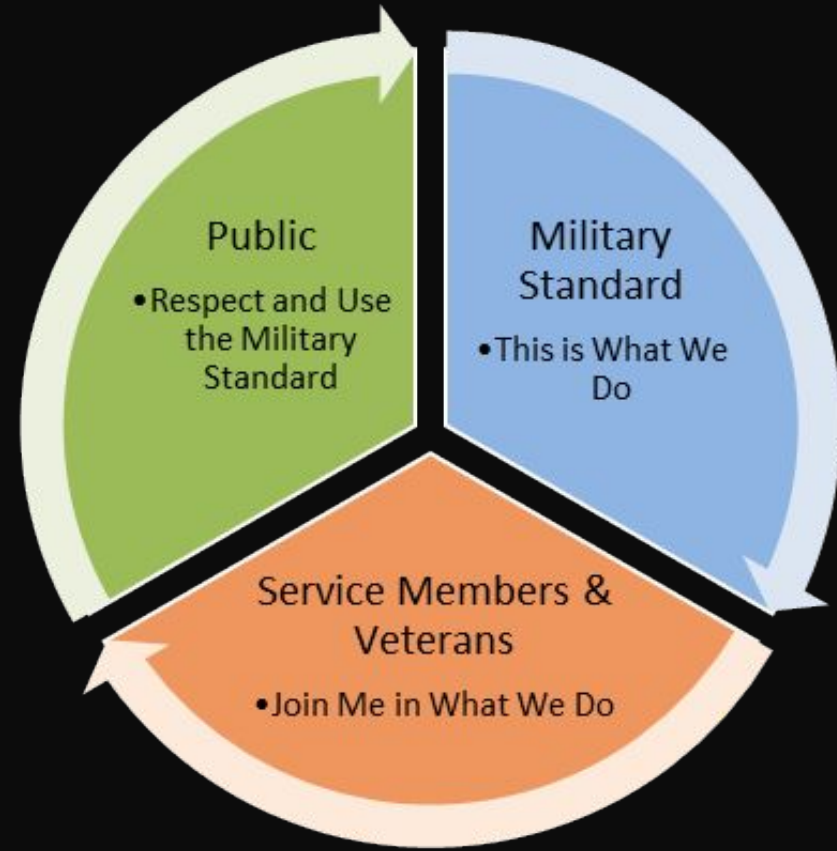 Public
•Respect and Use
the Military
Standard
Military
Standard
•This is What We
Do
Service Members &
Veterans
•Join Me in What We Do